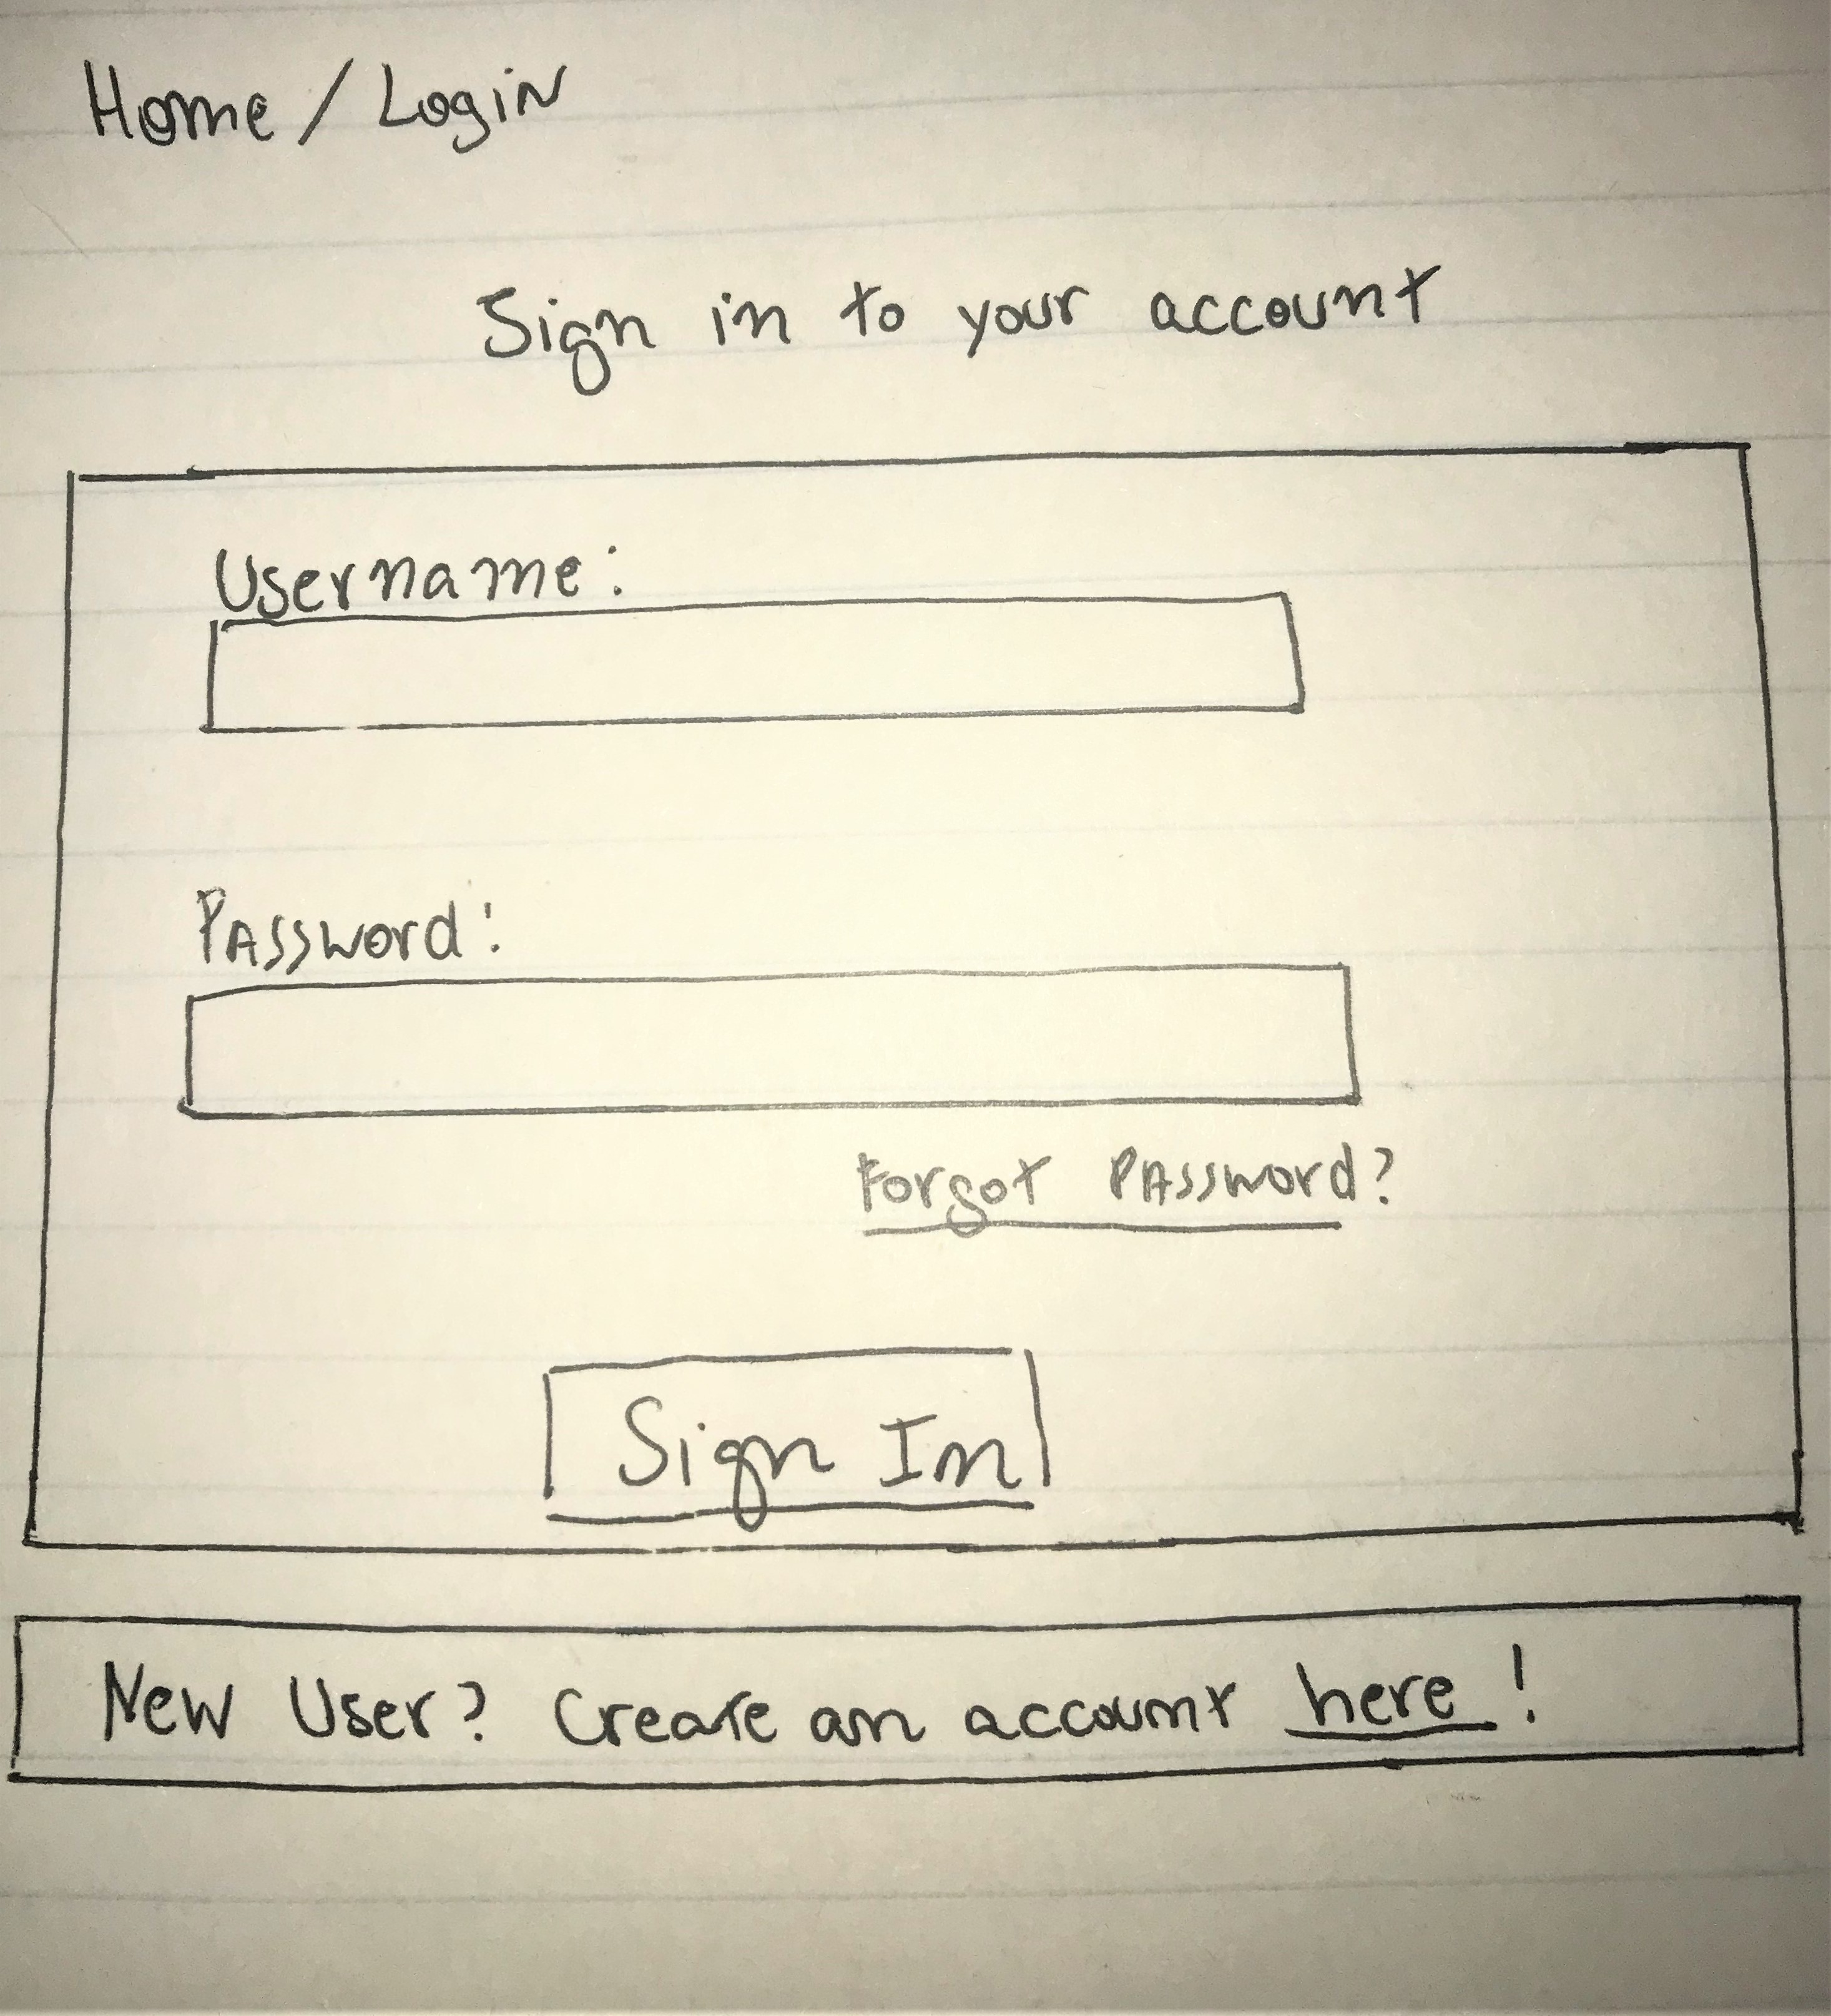 Home / Login
Sign in to your account
Username:
Password:
Forgot Password?
Sign In
New User? Create an account here!